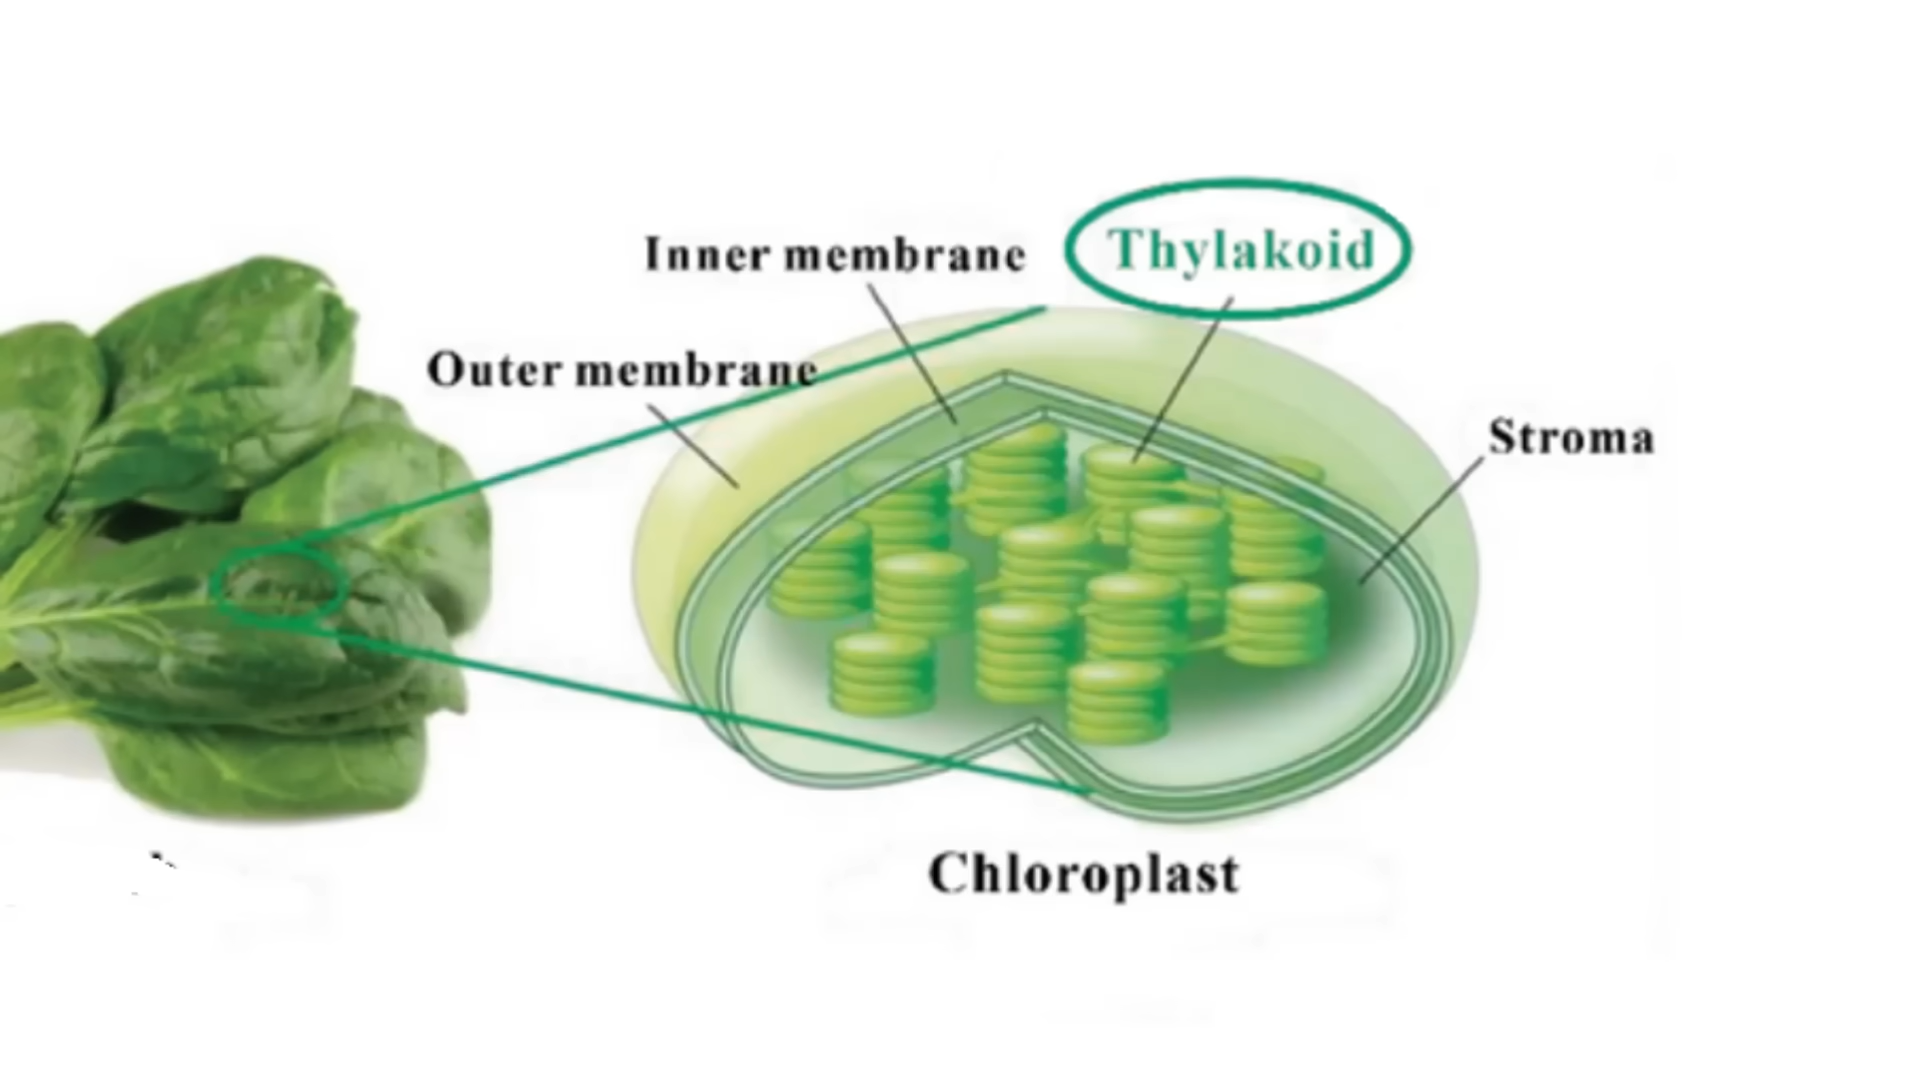 Inner membrane
Thylakoid
Outer membrane
Stroma
Chloroplast